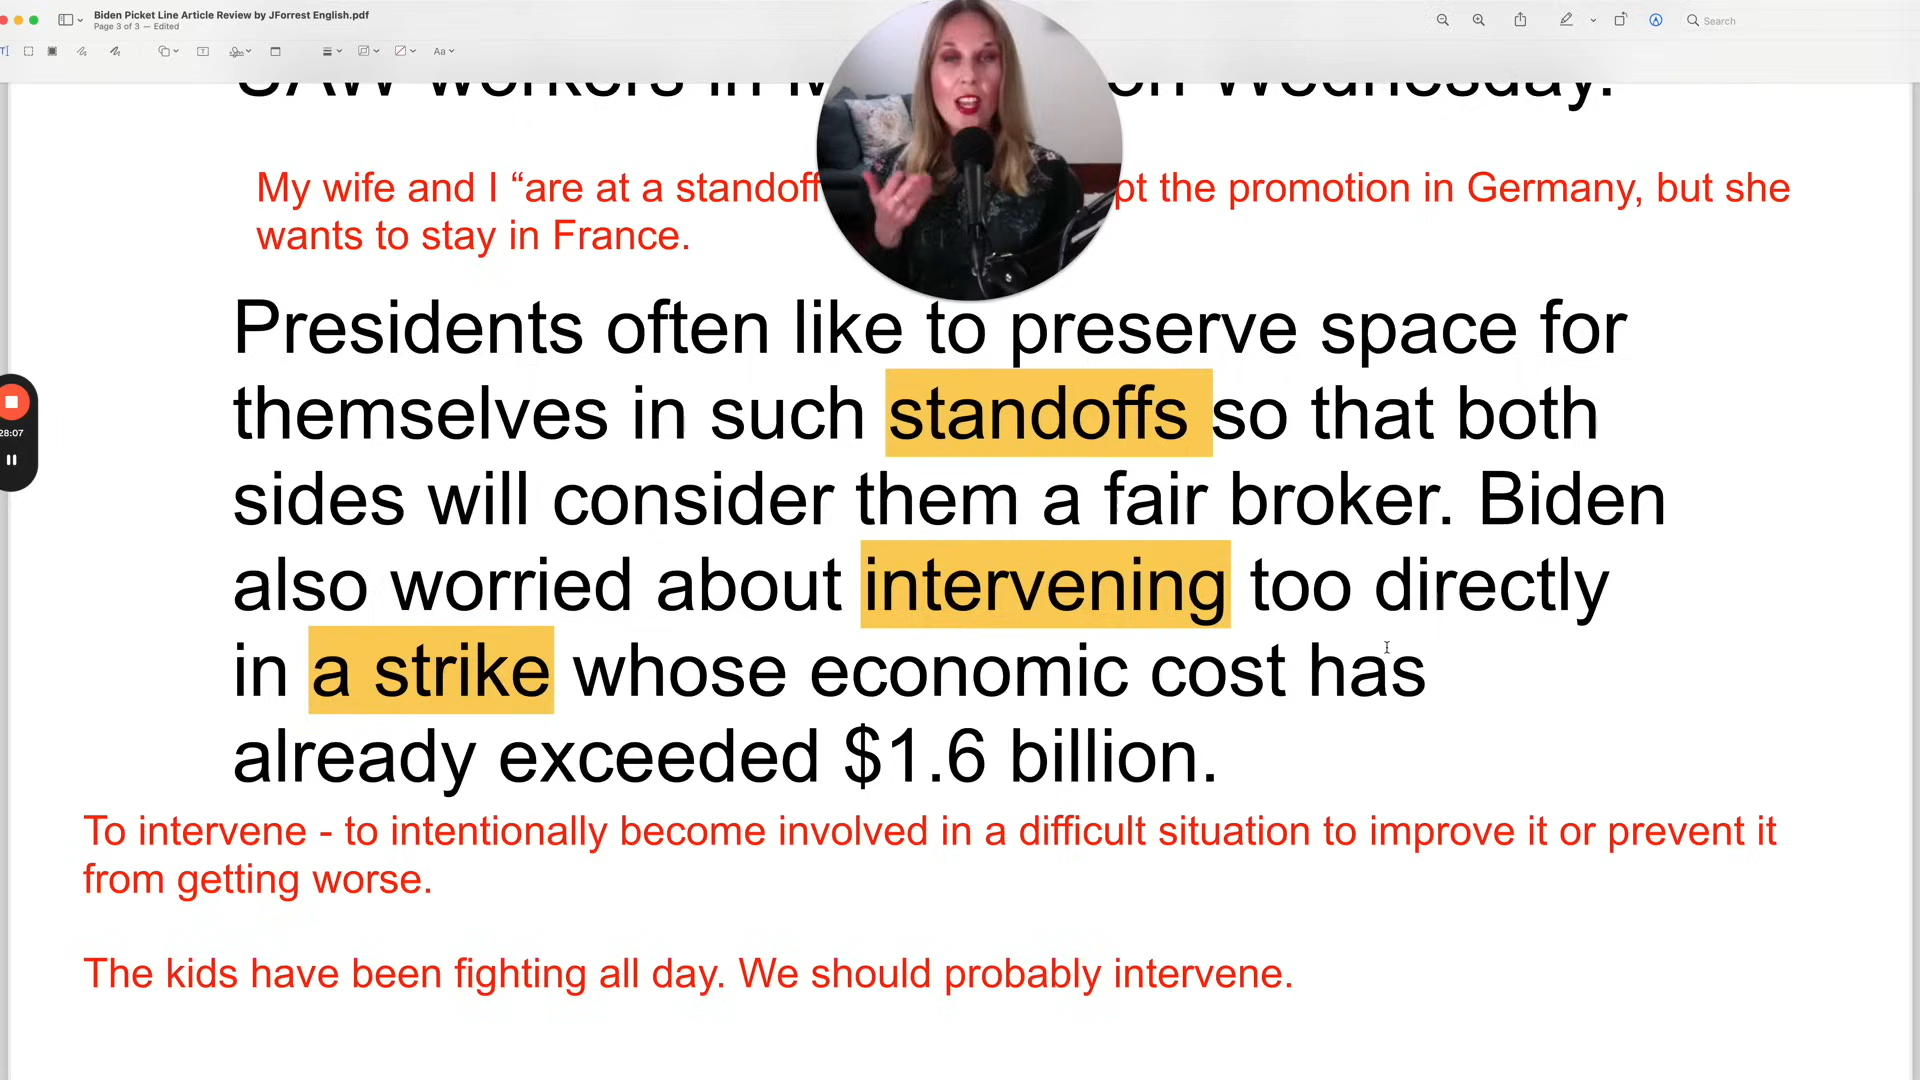 Biden Picket Line Article Review by JForrest English.pdf
Page 3 of 3 — Edited
Search
Aa
workers in on Wednesday.
My wife and I “are at a standoff the promotion in Germany, but she
wants to stay in France.
Presidents often like to preserve space for
themselves in such standoffs so that both
sides will consider them a fair broker. Biden
also worried about intervening too directly
in a strike whose economic cost has
already exceeded $1.6 billion.
28:07
To intervene - to intentionally become involved in a difficult situation to improve it or prevent it
from getting worse.
The kids have been fighting all day. We should probably intervene.